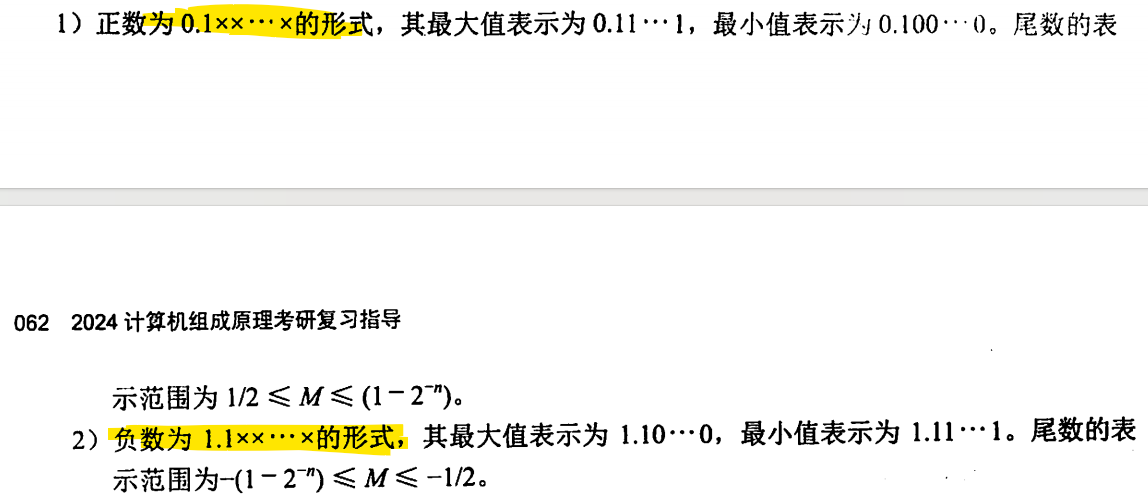 1）正数为 0.1××⋯×的形式，其最大值表示为 0.11⋯1，最小值表示为 0.100⋯0。尾数的表
062 2024 计算机组成原理考研复习指导
示范围为 1/2 ≤ M ≤ (1－2⁻ⁿ)。
2）负数为 1.1××⋯×的形式，其最大值表示为 1.10⋯0，最小值表示为 1.11⋯1。尾数的表
示范围为-(1－2⁻ⁿ) ≤ M ≤ -1/2。